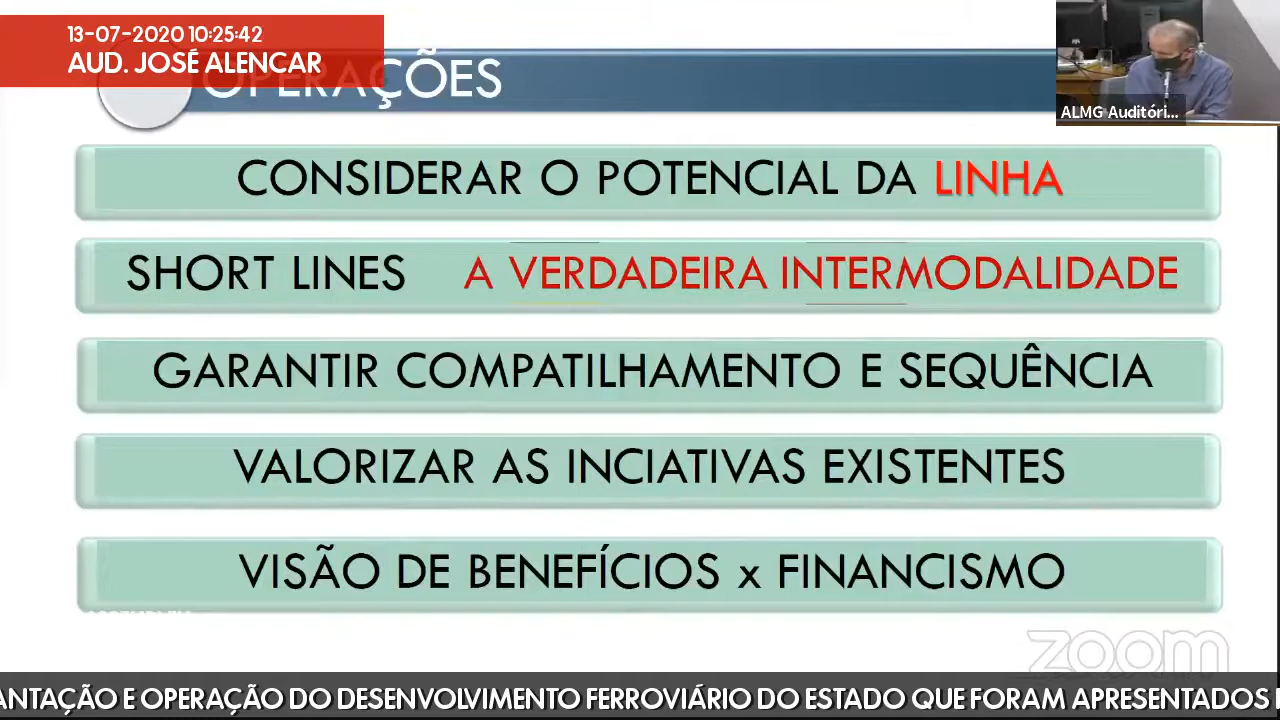 13-07-2020 10:25:42
AUD. JOSÉ ALENCAR
OPERAÇÕES
ALMG Auditóri...
CONSIDERAR O POTENCIAL DA LINHA
SHORT LINES A VERDADEIRA INTERMODALIDADE
GARANTIR COMPATILHAMENTO E SEQUÊNCIA
VALORIZAR AS INCIATIVAS EXISTENTES
VISÃO DE BENEFÍCIOS x FINANCISMO
zoom
ANTAÇÃO E OPERAÇÃO DO DESENVOLVIMENTO FERROVIÁRIO DO ESTADO QUE FORAM APRESENTADOS